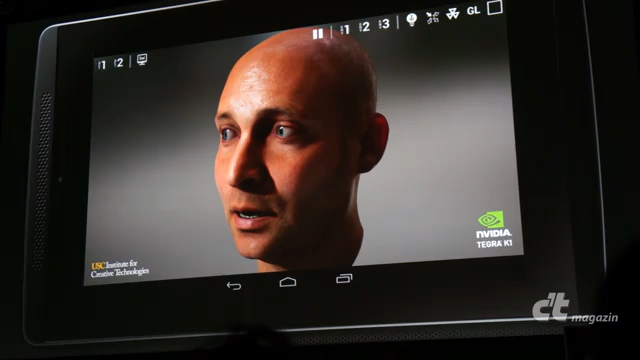 1 2
1 2 3
GL
NVIDIA
TEGRA K1
USC Institute for
Creative Technologies
c't magazin